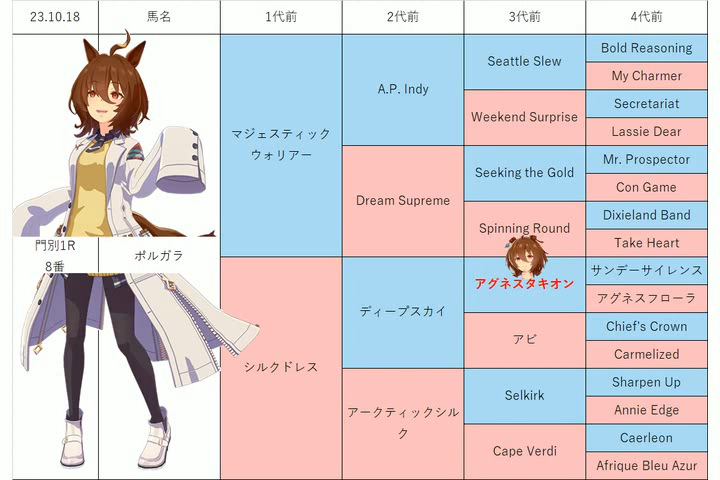 23.10.18
馬名
1代前
2代前
3代前
4代前
門別1R
8番
ボルガラ
マジェスティック
ウォリアー
シルクドレス
A.P. Indy
Dream Supreme
ディープスカイ
アークティックシル
ク
Seattle Slew
Weekend Surprise
Seeking the Gold
Spinning Round
アグネスタキオン
アビ
Selkirk
Cape Verdi
Bold Reasoning
My Charmer
Secretariat
Lassie Dear
Mr. Prospector
Con Game
Dixieland Band
Take Heart
サンデーサイレンス
アグネスフローラ
Chief's Crown
Carmelized
Sharpen Up
Annie Edge
Caerleon
Afrique Bleu Azur